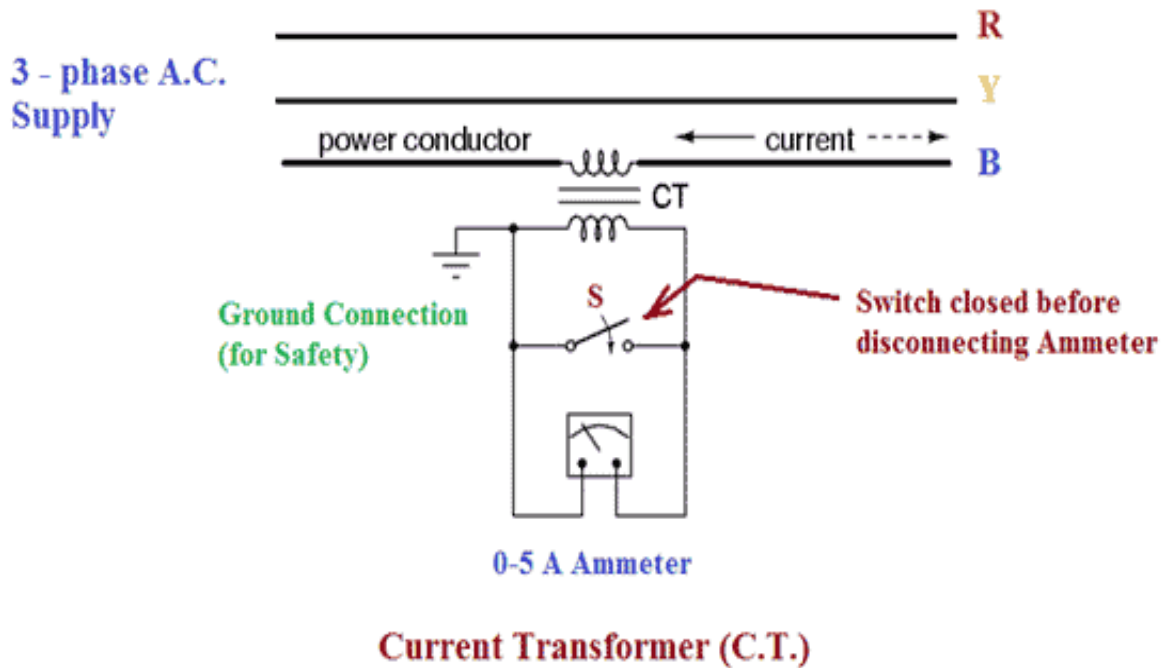 R
3 - phase A.C.
Supply
Y
power conductor
current
B
CT
S
Ground Connection
(for Safety)
Switch closed before
disconnecting Ammeter
0-5 A Ammeter
Current Transformer (C.T.)